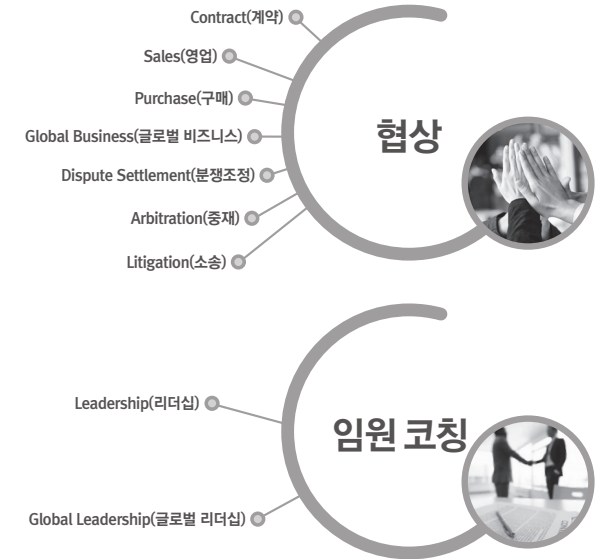 Contract(계약)
Sales(영업)
Purchase(구매)
Global Business(글로벌 비즈니스)
Dispute Settlement(분쟁조정)
Arbitration(중재)
Litigation(소송)
협상
Leadership(리더십)
Global Leadership(글로벌 리더십)
임원 코칭